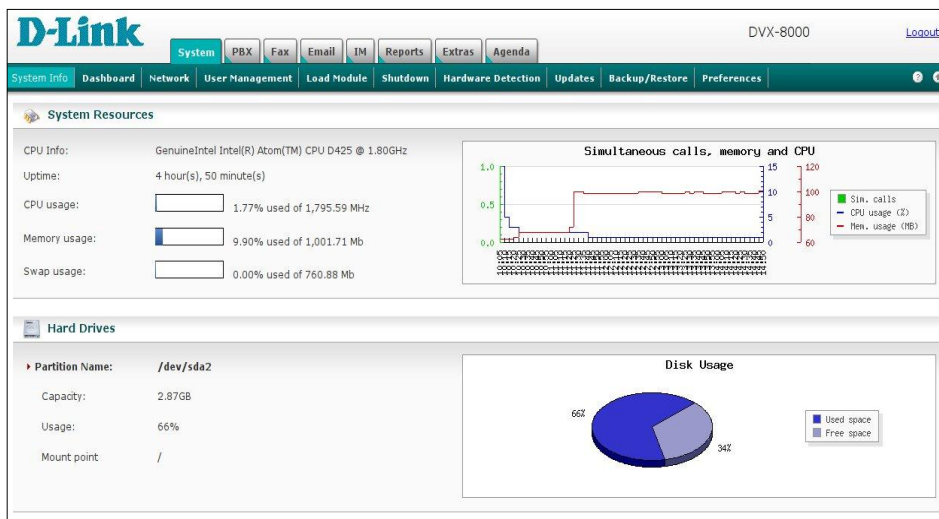 D-Link
DVX-8000
Logout
System PBX Fax Email IM Reports Extras Agenda
System Info Dashboard Network User Management Load Module Shutdown Hardware Detection Updates Backup/Restore Preferences
System Resources
CPU Info: GenuineIntel Intel(R) Atom(TM) CPU D425 @ 1.80GHz
Uptime: 4 hour(s), 50 minute(s)
CPU usage: 1.77% used of 1,795.59 MHz
Memory usage: 9.90% used of 1,001.71 Mb
Swap usage: 0.00% used of 760.88 Mb
Simultaneous calls, memory and CPU
1.0 15 120
10 100
0.5
5 80
0.0 0 60
Sim. calls
CPU usage (%)
Mem. usage (MB)
Hard Drives
Partition Name: /dev/sda2
Capacity: 2.87GB
Usage: 66%
Mount point /
Disk Usage
66%
34%
Used space
Free space